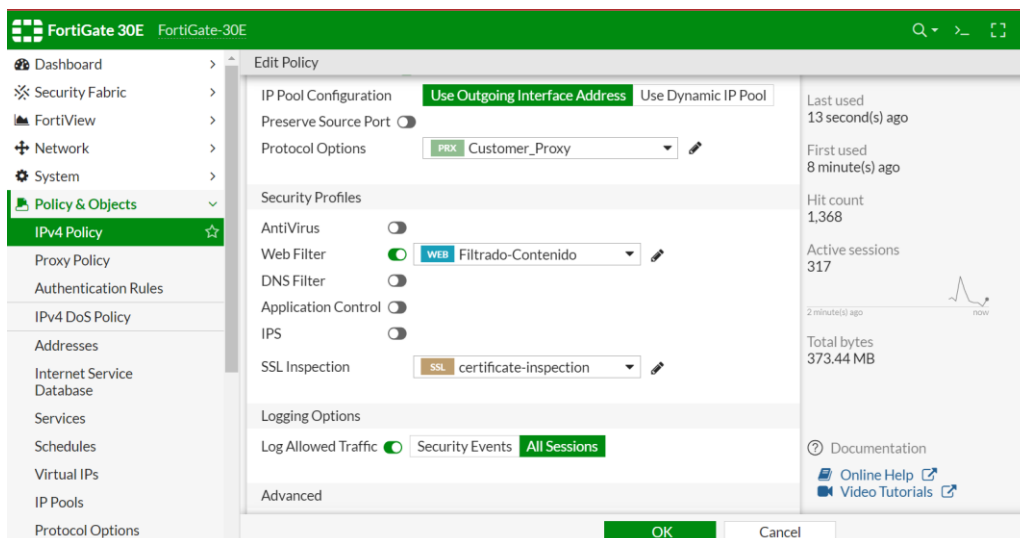 FortiGate 30E FortiGate-30E
Dashboard
Security Fabric
FortiView
Network
System
Policy & Objects
IPv4 Policy
Proxy Policy
Authentication Rules
IPv4 DoS Policy
Addresses
Internet Service
Database
Services
Schedules
Virtual IPs
IP Pools
Protocol Options
Edit Policy
IP Pool Configuration Use Outgoing Interface Address Use Dynamic IP Pool
Preserve Source Port
Protocol Options PRX Customer_Proxy
Security Profiles
AntiVirus
Web Filter WEB Filtrado-Contenido
DNS Filter
Application Control
IPS
SSL Inspection SSL certificate-inspection
Logging Options
Log Allowed Traffic Security Events All Sessions
Advanced
OK Cancel
Last used
13 second(s) ago
First used
8 minute(s) ago
Hit count
1,368
Active sessions
317
2 minute(s) ago now
Total bytes
373.44 MB
Documentation
Online Help
Video Tutorials